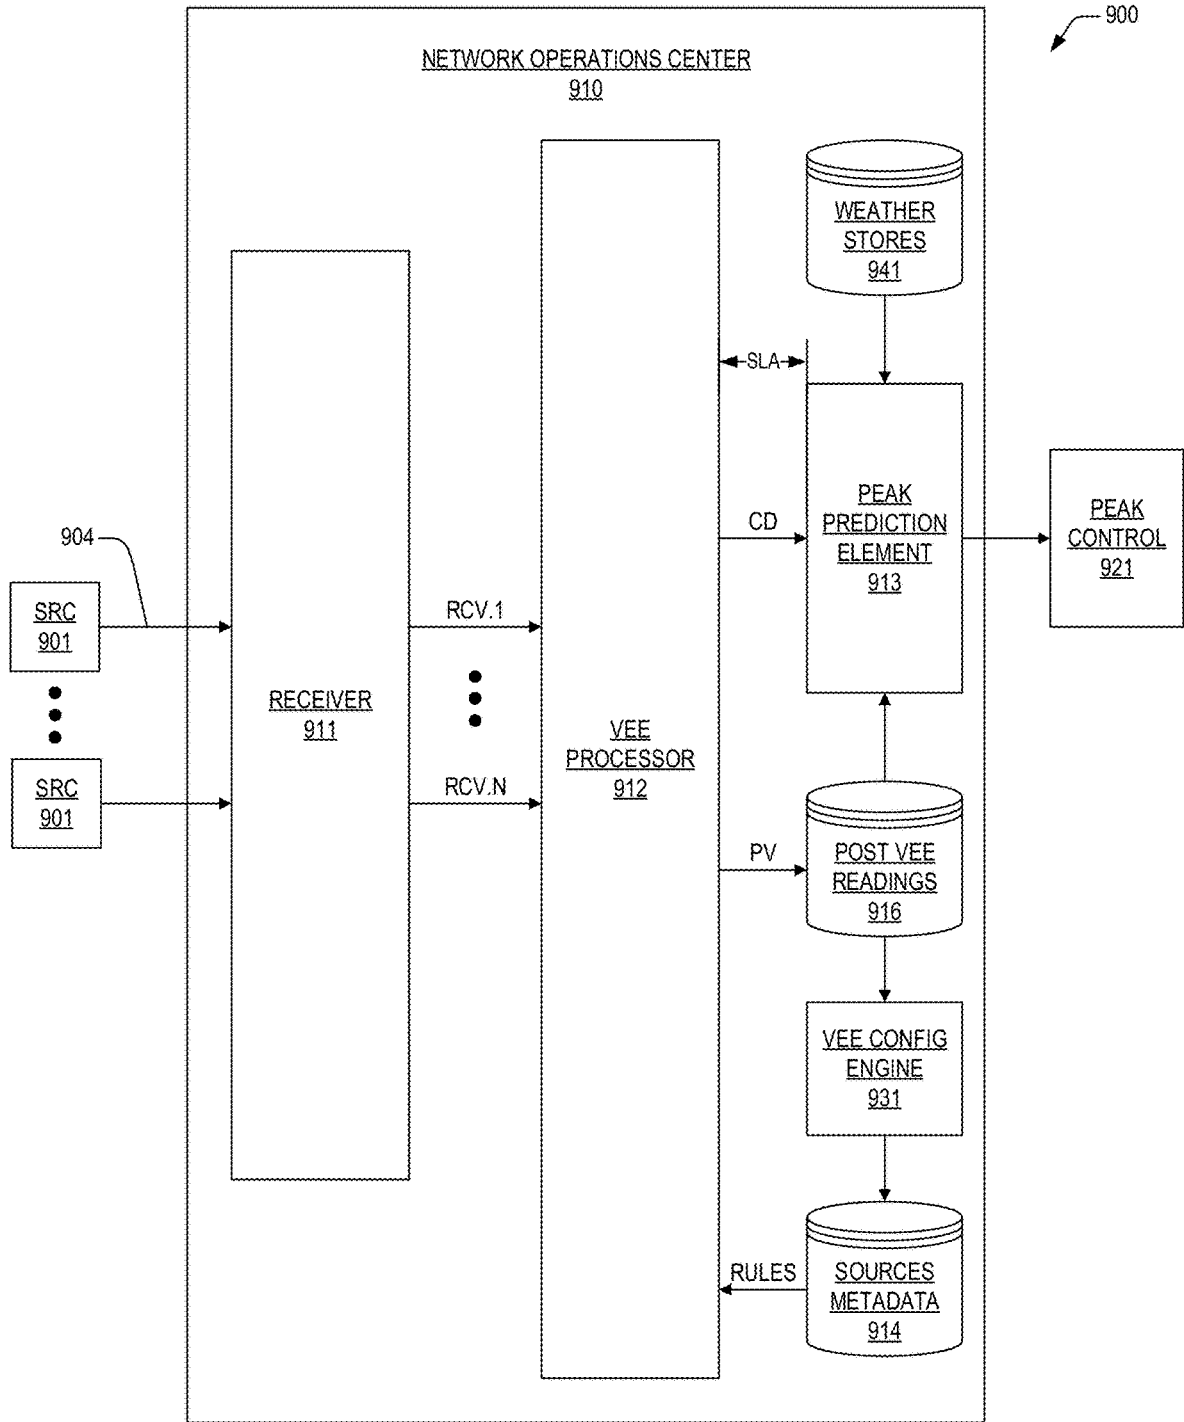 900
NETWORK OPERATIONS CENTER
910
WEATHER
STORES
941
SLA
PEAK
PREDICTION
ELEMENT
913
PEAK
CONTROL
921
CD
904
SRC
901
RCV.1
RECEIVER
911
VEE
PROCESSOR
912
SRC
901
RCV.N
PV
POST VEE
READINGS
916
VEE CONFIG
ENGINE
931
RULES
SOURCES
METADATA
914